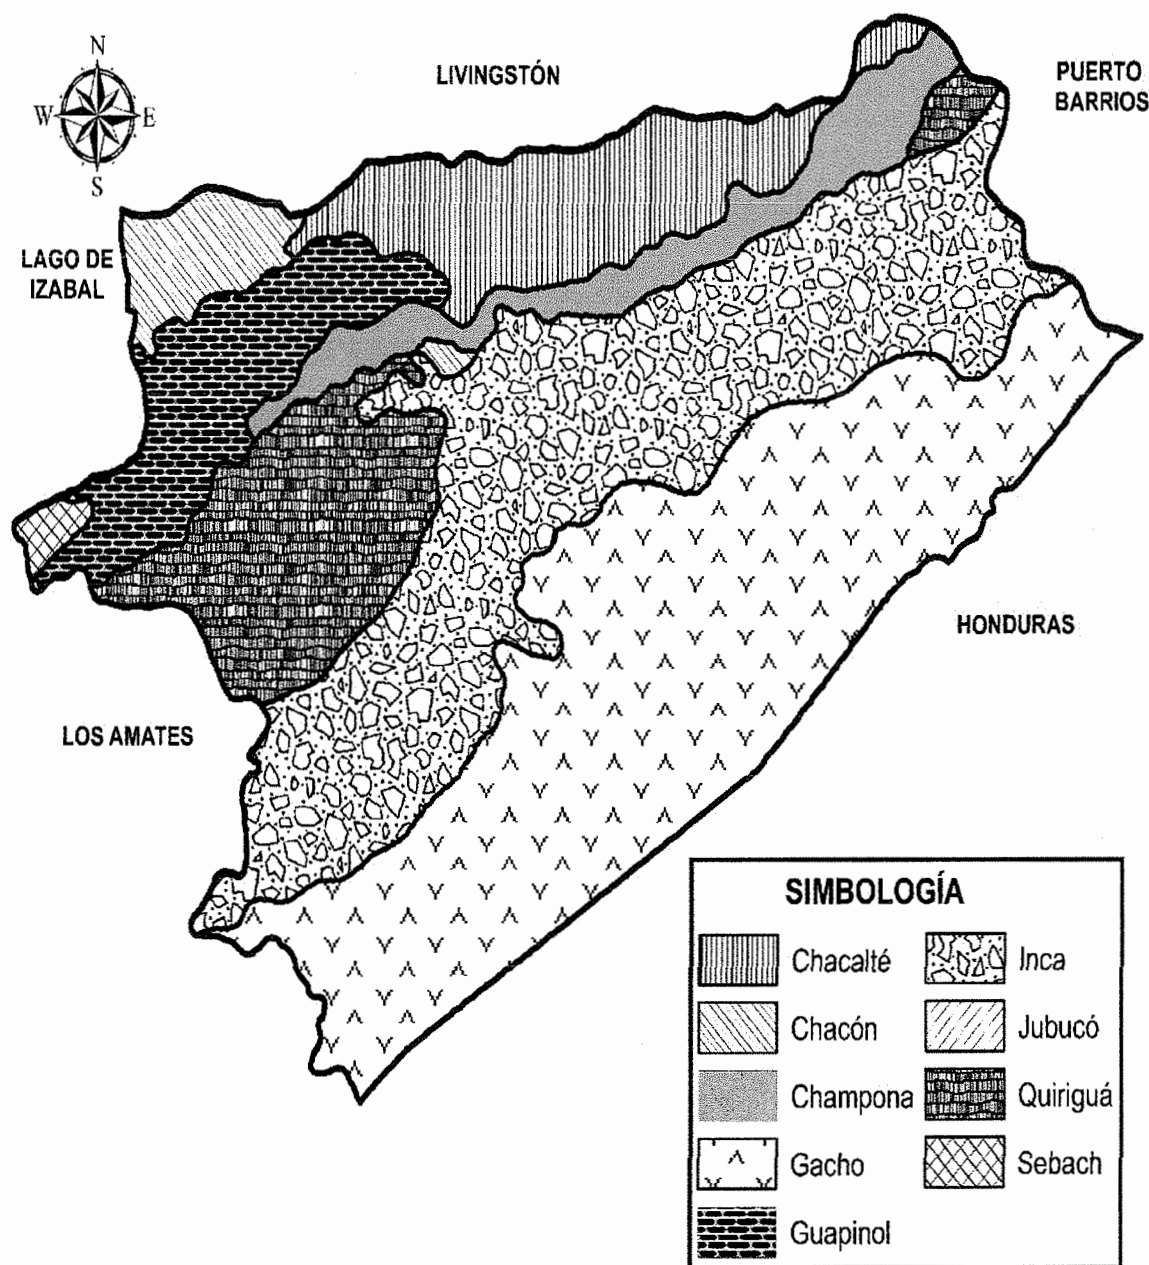 N
W E
S
LIVINGSTÓN
PUERTO
BARRIOS
LAGO DE
IZABAL
HONDURAS
LOS AMATES
SIMBOLOGÍA
Chacalté
Chacón
Champona
Gacho
Guapinol
Inca
Jubucó
Quiriguá
Sebach